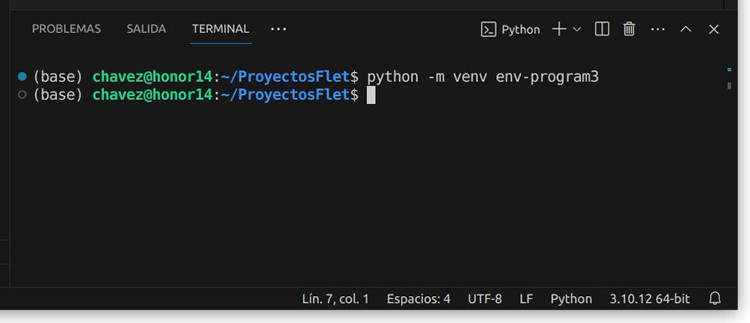 PROBLEMAS SALIDA TERMINAL ··· Python ···
(base) chavez@honor14:~/ProyectosFlet$ python -m venv env-program3
(base) chavez@honor14:~/ProyectosFlet$
Lín. 7, col. 1 Espacios: 4 UTF-8 LF Python 3.10.12 64-bit